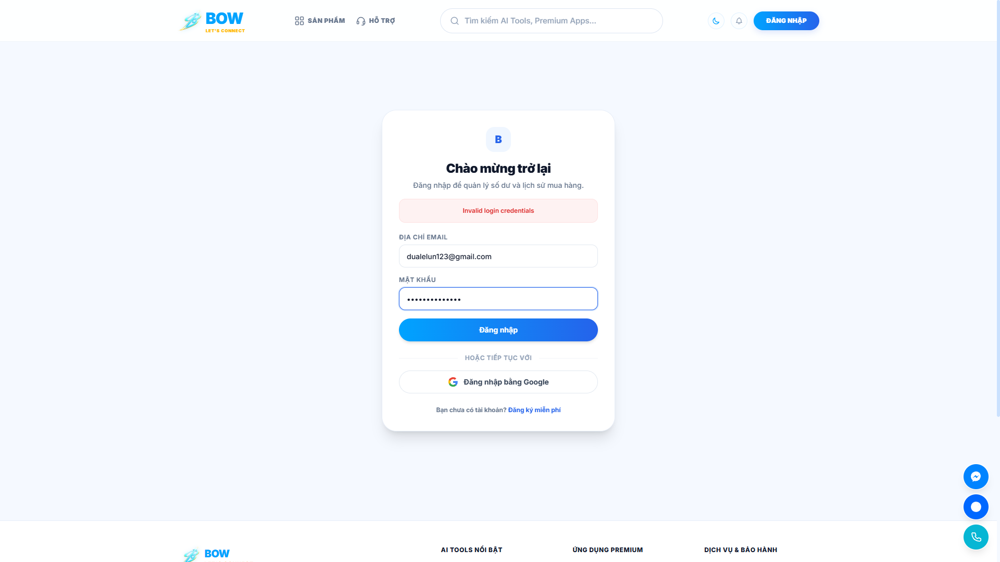 BOW
LET'S CONNECT
SẢN PHẨM
HỖ TRỢ
Tìm kiếm AI Tools, Premium Apps...
ĐĂNG NHẬP
B
Chào mừng trở lại
Đăng nhập để quản lý số dư và lịch sử mua hàng.
Invalid login credentials
ĐỊA CHỈ EMAIL
dualelun123@gmail.com
MẬT KHẨU
••••••••••••••
Đăng nhập
HOẶC TIẾP TỤC VỚI
Đăng nhập bằng Google
Bạn chưa có tài khoản? Đăng ký miễn phí
BOW
AI TOOLS NỔI BẬT
ỨNG DỤNG PREMIUM
DỊCH VỤ & BẢO HÀNH